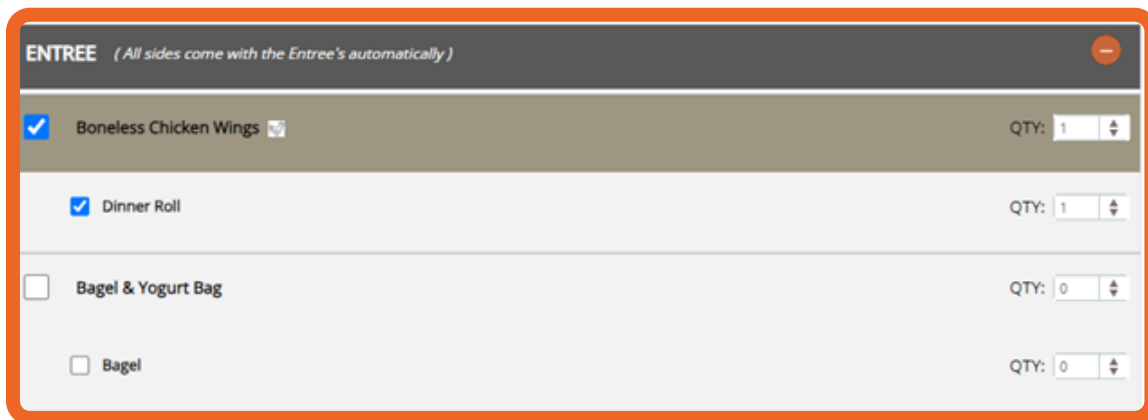 ENTREE ( All sides come with the Entree's automatically )
Boneless Chicken Wings QTY: 1
Dinner Roll QTY: 1
Bagel & Yogurt Bag QTY: 0
Bagel QTY: 0